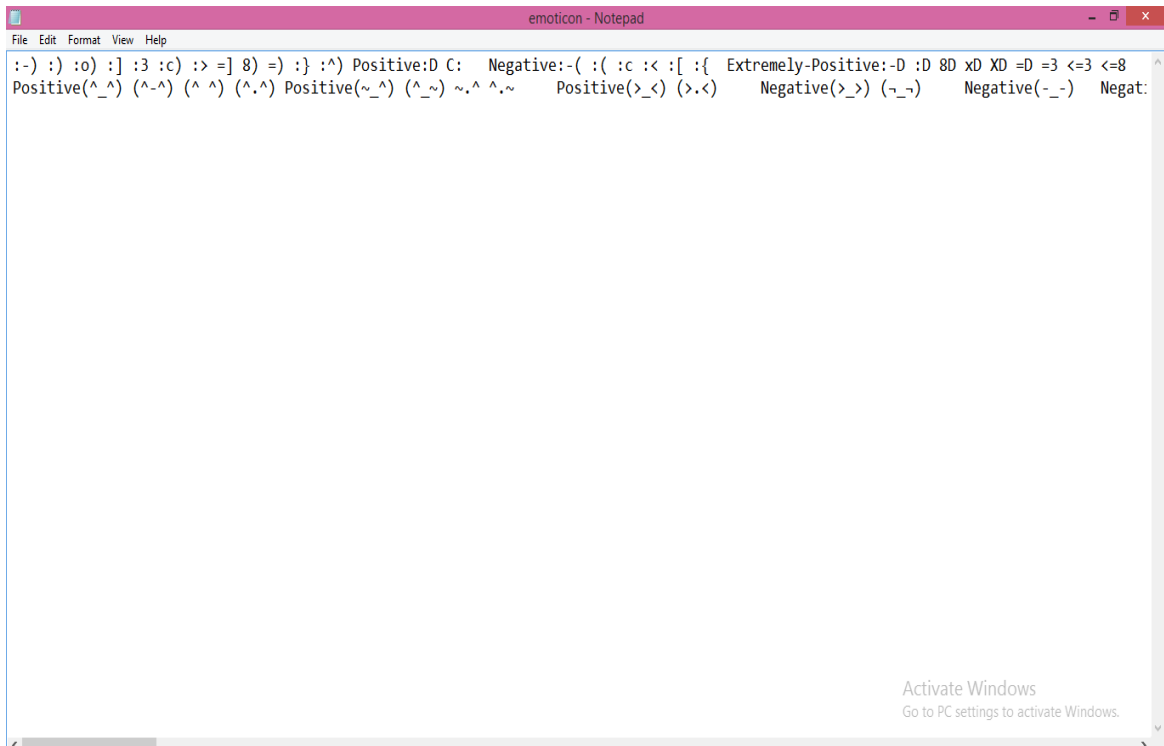 emoticon - Notepad
File Edit Format View Help
:-) :) :o) :] :3 :c) :> =] 8) =) :} :^) Positive:D C: Negative:-( :( :c :< :[ :{ Extremely-Positive:-D :D 8D xD XD =D =3 <=3 <=8
Positive(^_^) (^-^) (^ ^) (^.^) Positive(~_^) (^_~) ~.^ ^.~ Positive(>_<) (>.<) Negative(>_>) (¬_¬) Negative(-_-) Negat:
Activate Windows
Go to PC settings to activate Windows.